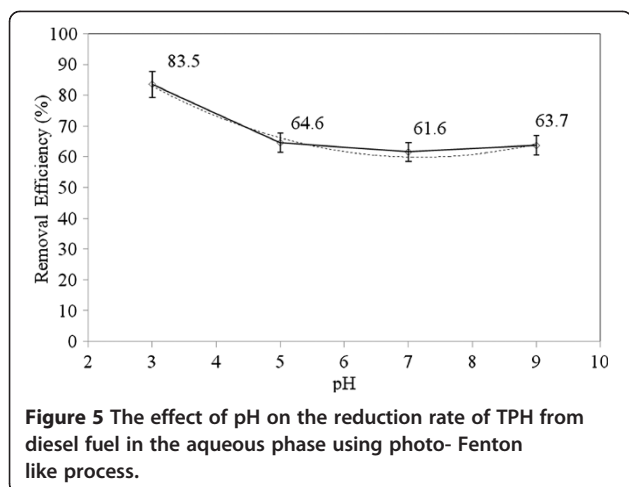 100
90
80
70
60
50
40
30
20
10
0
Removal Efficiency (%)
83.5
64.6
61.6
63.7
2 3 4 5 6 7 8 9 10
pH
Figure 5 The effect of pH on the reduction rate of TPH from
diesel fuel in the aqueous phase using photo- Fenton
like process.